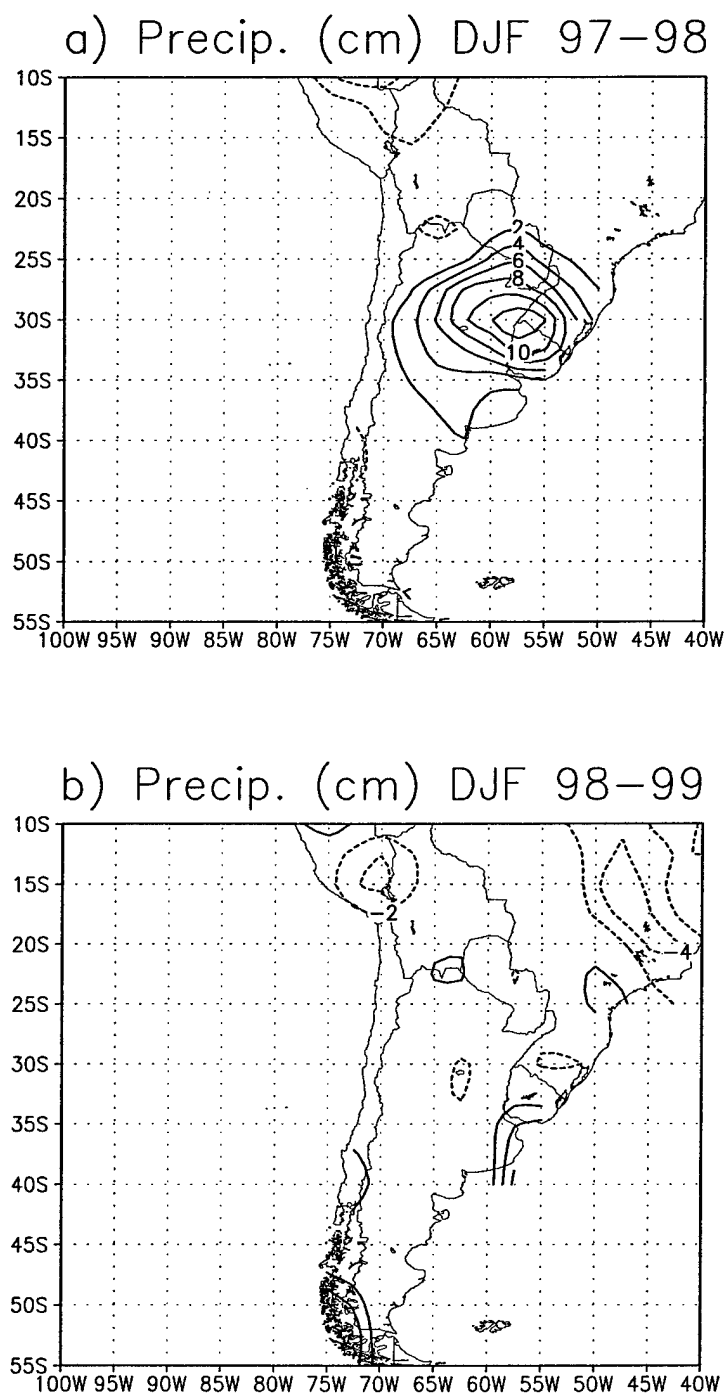 a) Precip. (cm) DJF 97-98
10S
15S
20S
25S
30S
35S
40S
45S
50S
55S
2
4
6
8
10
100W 95W 90W 85W 80W 75W 70W 65W 60W 55W 50W 45W 40W
b) Precip. (cm) DJF 98-99
10S
15S
20S
25S
30S
35S
40S
45S
50S
55S
-2
-4
100W 95W 90W 85W 80W 75W 70W 65W 60W 55W 50W 45W 40W